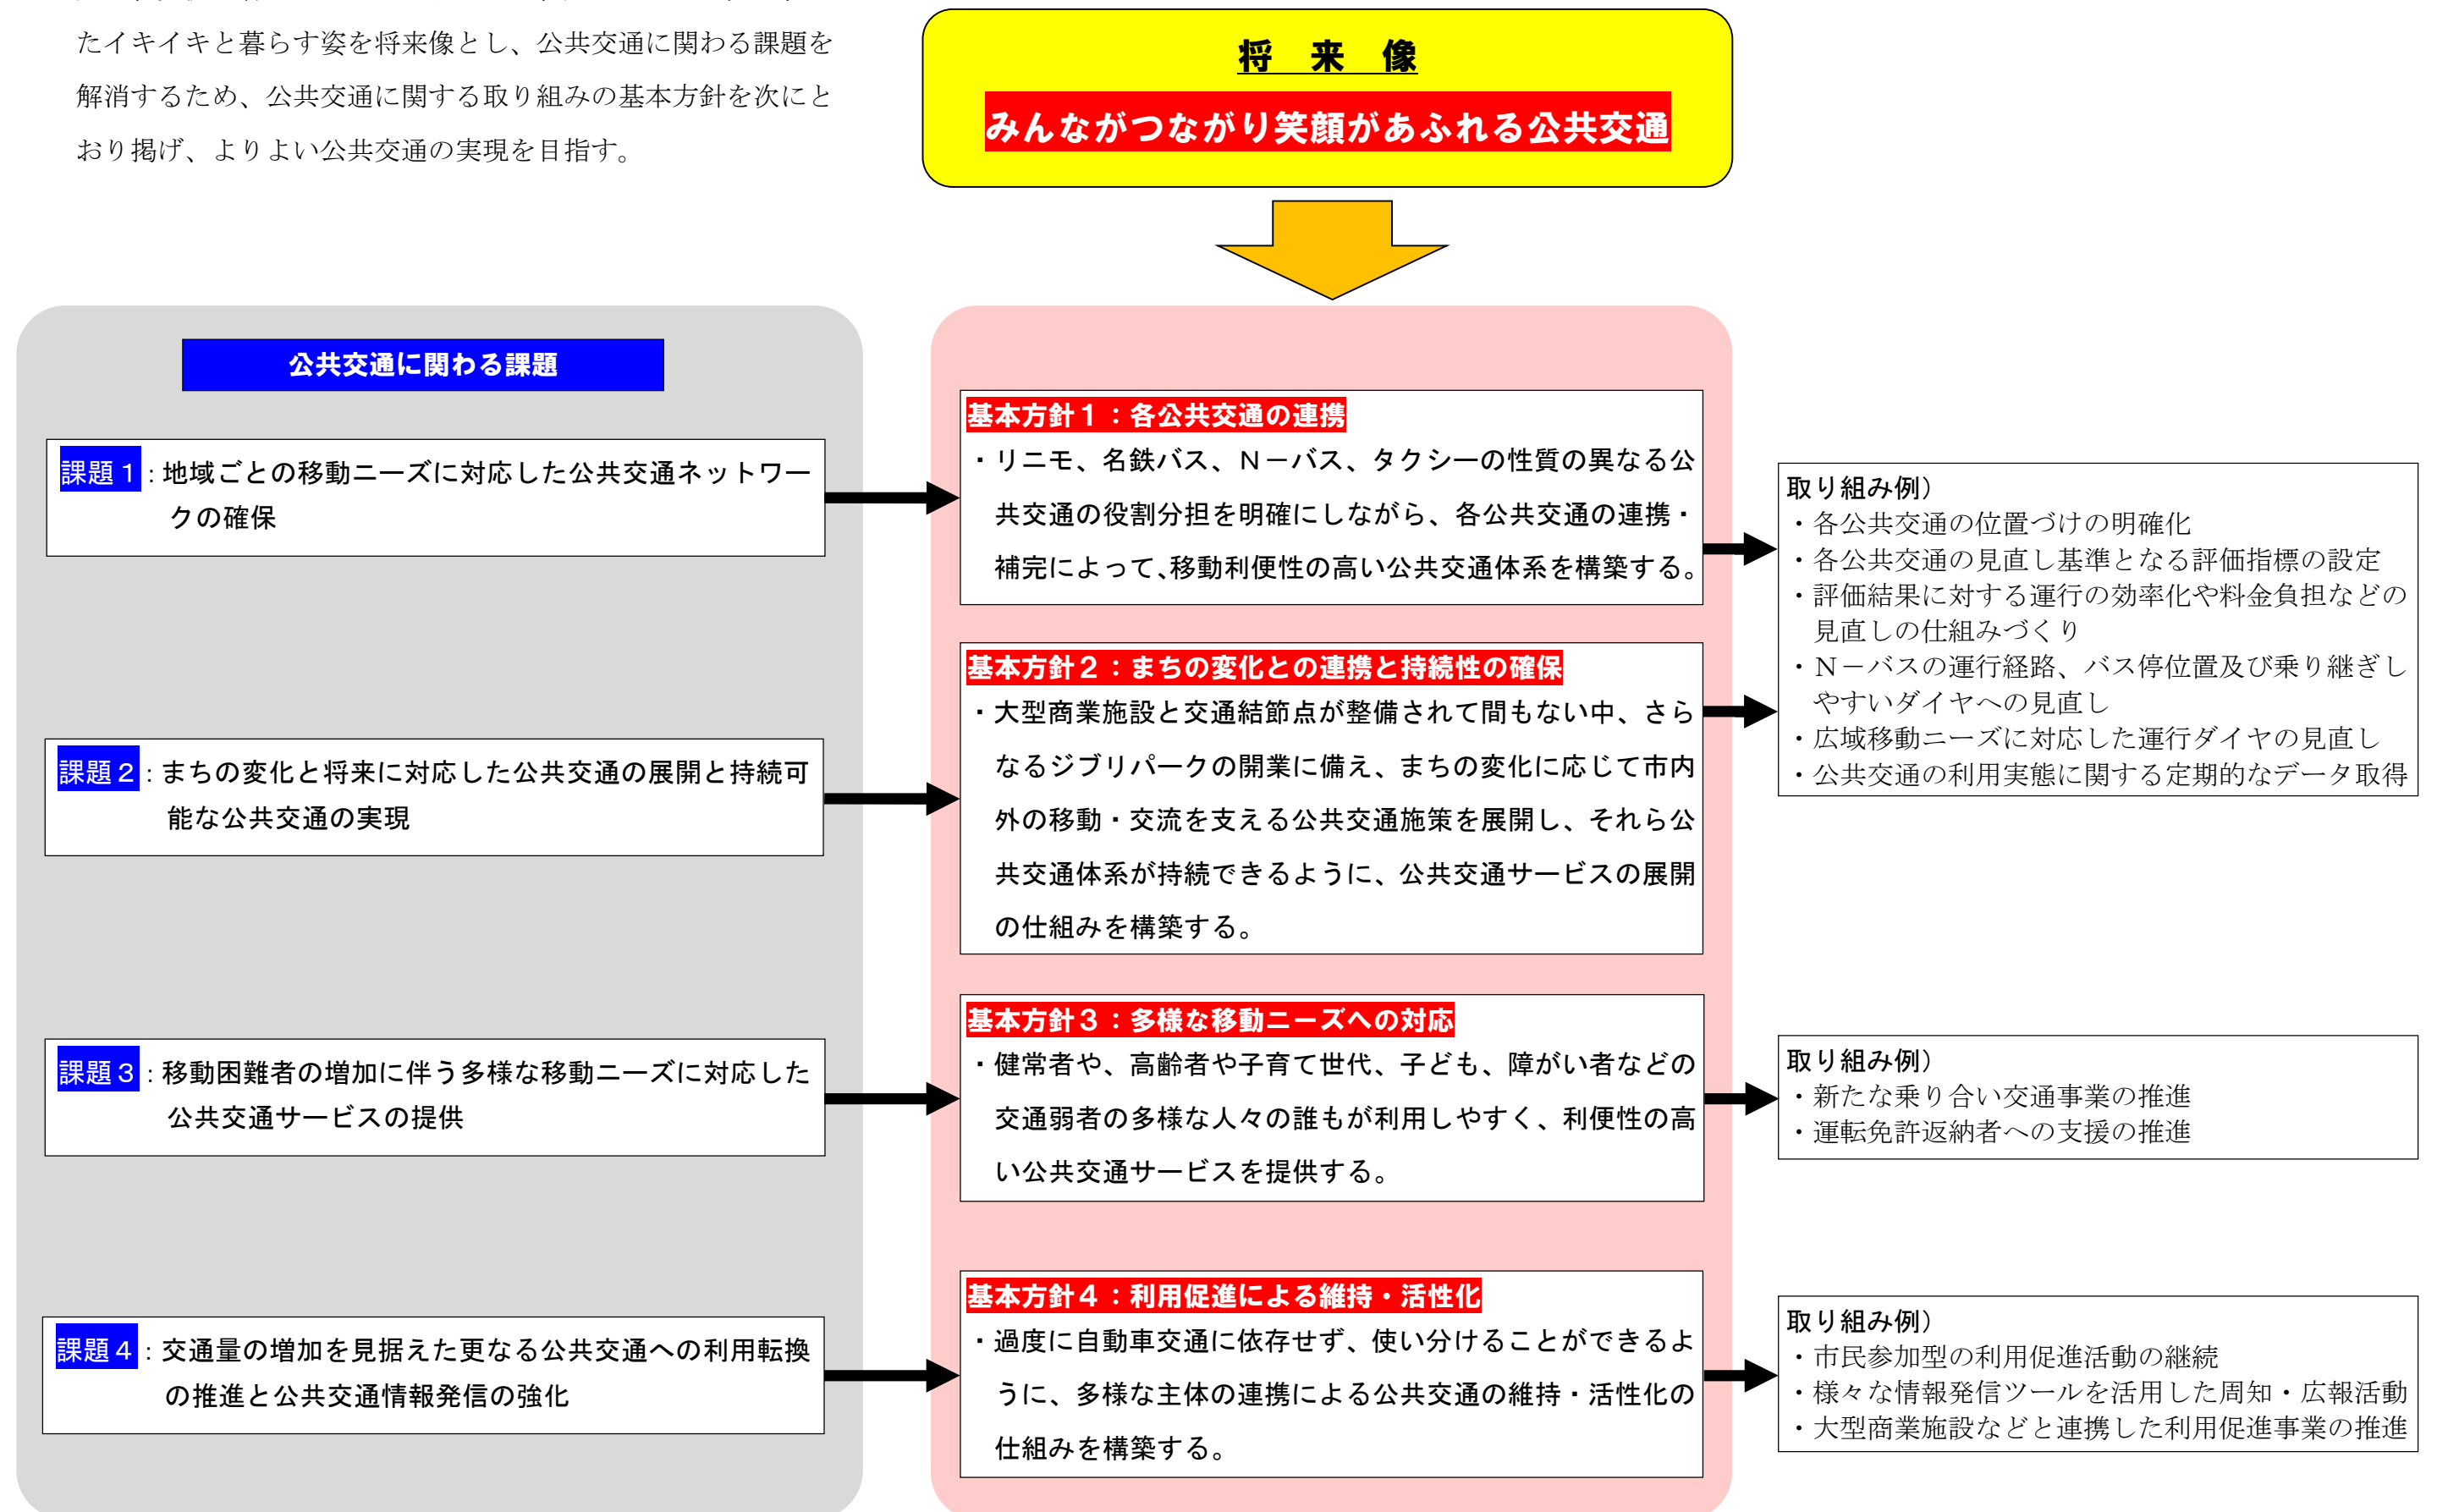 たイキイキと暮らす姿を将来像とし、公共交通に関わる課題を
解消するため、公共交通に関する取り組みの基本方針を次にと
おり掲げ、よりよい公共交通の実現を目指す。
将 来 像
みんながつながり笑顔があふれる公共交通
公共交通に関わる課題
課題1:地域ごとの移動ニーズに対応した公共交通ネットワー
クの確保
課題2:まちの変化と将来に対応した公共交通の展開と持続可
能な公共交通の実現
課題3:移動困難者の増加に伴う多様な移動ニーズに対応した
公共交通サービスの提供
課題4:交通量の増加を見据えた更なる公共交通への利用転換
の推進と公共交通情報発信の強化
基本方針1:各公共交通の連携
・リニモ、名鉄バス、N-バス、タクシーの性質の異なる公
共交通の役割分担を明確にしながら、各公共交通の連携・
補完によって、移動利便性の高い公共交通体系を構築する。
基本方針2:まちの変化との連携と持続性の確保
・大型商業施設と交通結節点が整備されて間もない中、さら
なるジブリパークの開業に備え、まちの変化に応じて市内
外の移動・交流を支える公共交通施策を展開し、それら公
共交通体系が持続できるように、公共交通サービスの展開
の仕組みを構築する。
基本方針3:多様な移動ニーズへの対応
・健常者や、高齢者や子育て世代、子ども、障がい者などの
交通弱者の多様な人々の誰もが利用しやすく、利便性の高
い公共交通サービスを提供する。
基本方針4:利用促進による維持・活性化
・過度に自動車交通に依存せず、使い分けることができるよ
うに、多様な主体の連携による公共交通の維持・活性化の
仕組みを構築する。
取り組み例)
・各公共交通の位置づけの明確化
・各公共交通の見直し基準となる評価指標の設定
・評価結果に対する運行の効率化や料金負担などの
見直しの仕組みづくり
・N-バスの運行経路、バス停位置及び乗り継ぎし
やすいダイヤへの見直し
・広域移動ニーズに対応した運行ダイヤの見直し
・公共交通の利用実態に関する定期的なデータ取得
取り組み例)
・新たな乗り合い交通事業の推進
・運転免許返納者への支援の推進
取り組み例)
・市民参加型の利用促進活動の継続
・様々な情報発信ツールを活用した周知・広報活動
・大型商業施設などと連携した利用促進事業の推進